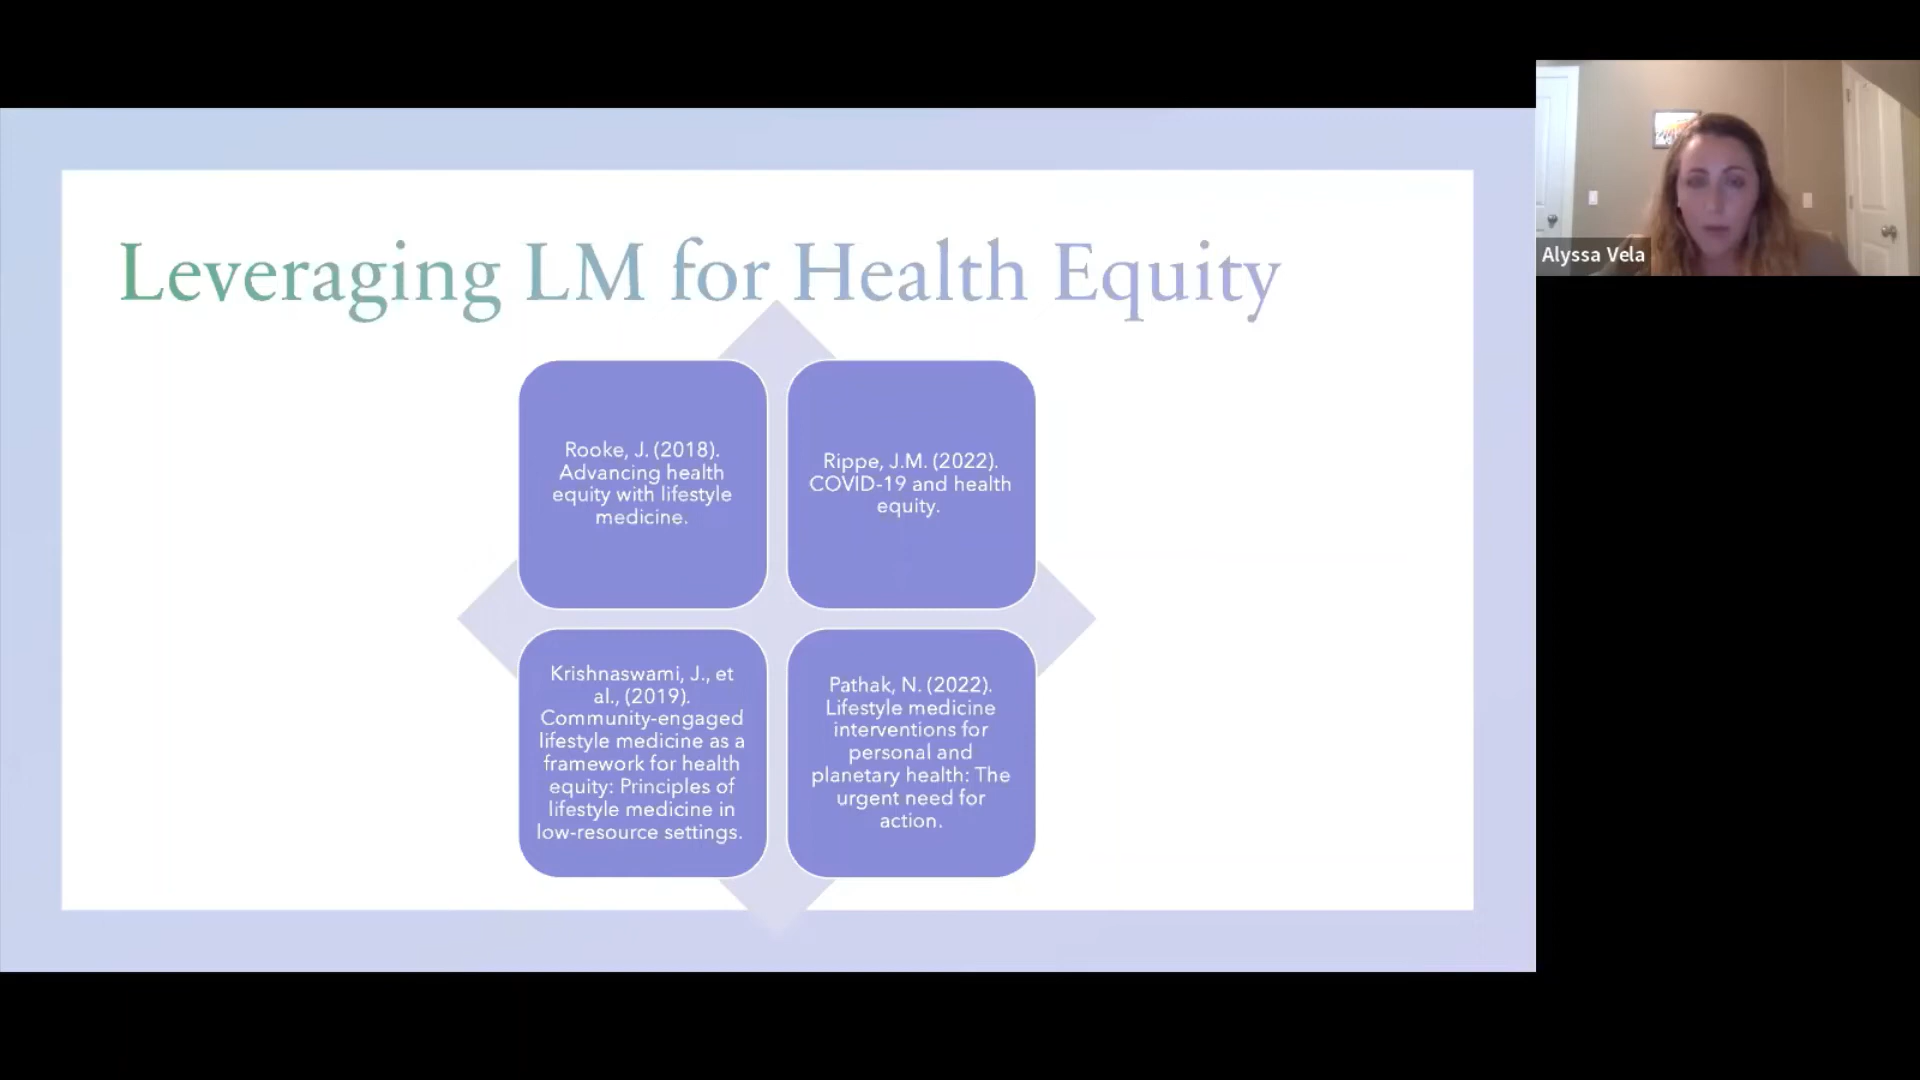 Leveraging LM for Health Equity
Rooke, J. (2018).
Advancing health
equity with lifestyle
medicine.
Rippe, J.M. (2022).
COVID-19 and health
equity.
Krishnaswami, J., et
al., (2019).
Community-engaged
lifestyle medicine as a
framework for health
equity: Principles of
lifestyle medicine in
low-resource settings.
Pathak, N. (2022).
Lifestyle medicine
interventions for
personal and
planetary health: The
urgent need for
action.
Alyssa Vela